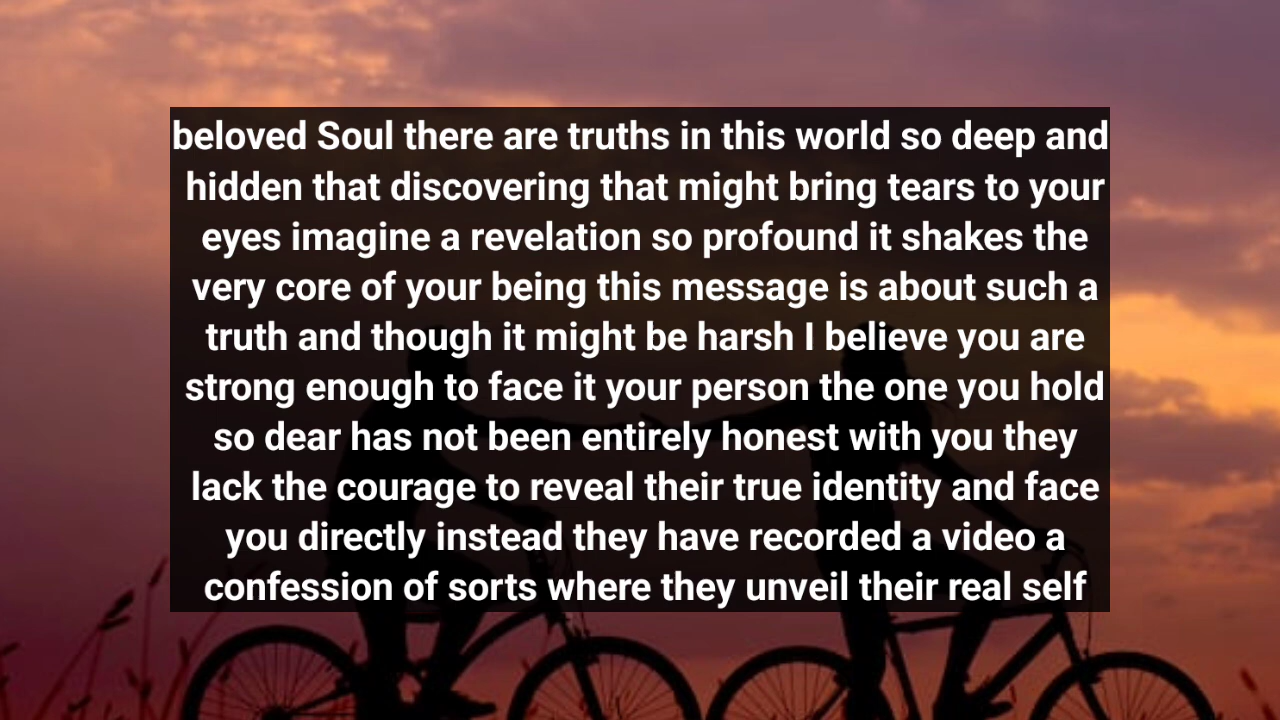 beloved Soul there are truths in this world so deep and
hidden that discovering that might bring tears to your
eyes imagine a revelation so profound it shakes the
very core of your being this message is about such a
truth and though it might be harsh I believe you are
strong enough to face it your person the one you hold
so dear has not been entirely honest with you they
lack the courage to reveal their true identity and face
you directly instead they have recorded a video a
confession of sorts where they unveil their real self